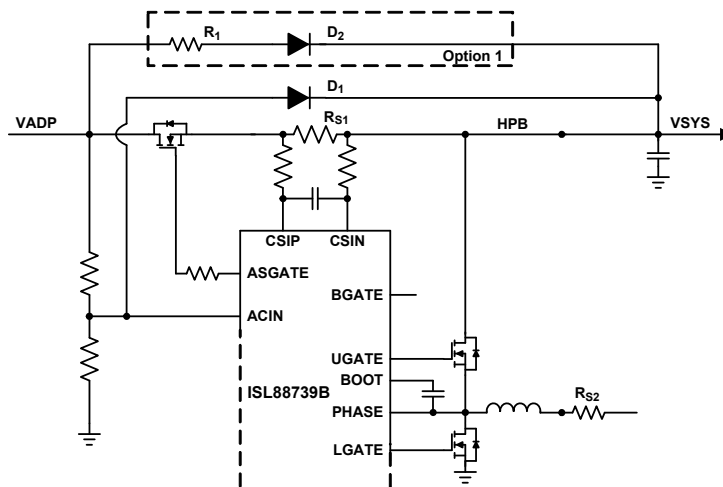 R1
D2
Option 1
D1
VADP
RS1
HPB
VSYS
CSIP
CSIN
ASGATE
BGATE
ACIN
UGATE
BOOT
ISL88739B
RS2
PHASE
LGATE